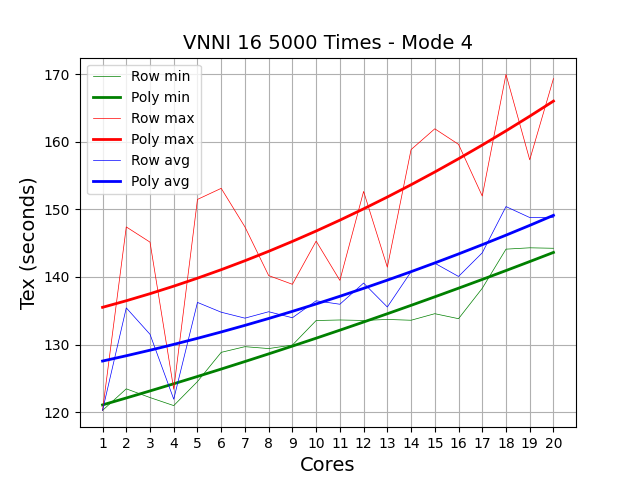 VNNI 16 5000 Times - Mode 4
Row min
Poly min
Row max
Poly max
Row avg
Poly avg
Tex (seconds)
170
160
150
140
130
120
1 2 3 4 5 6 7 8 9 10 11 12 13 14 15 16 17 18 19 20
Cores